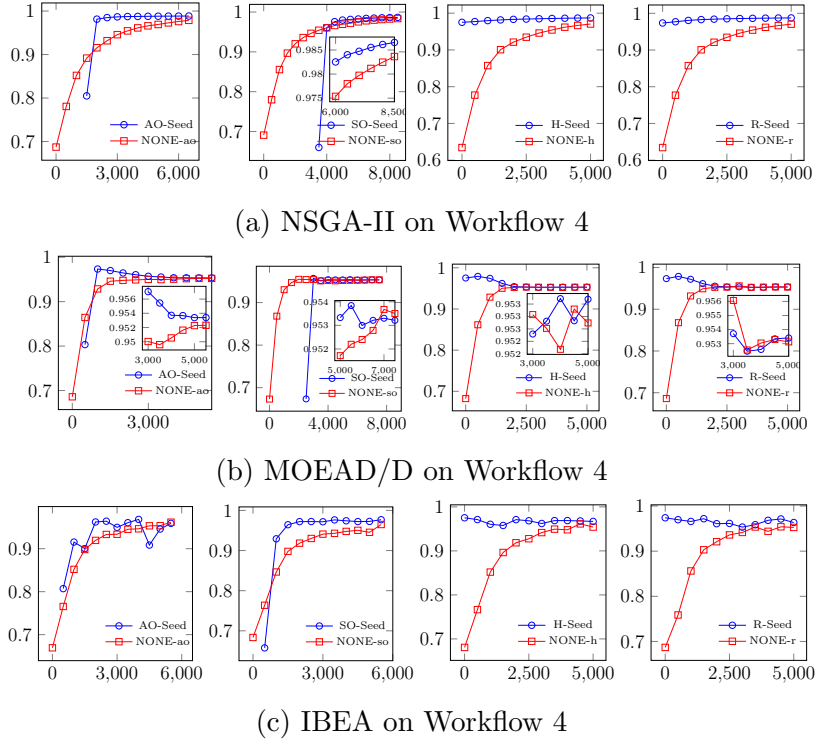 1
0.9
0.8
0.7
0 3,000 6,000
AO-Seed
NONE-ao
1
0.9
0.8
0.7
0 4,000 8,000
0.985
0.98
0.975
6,000 8,500
SO-Seed
NONE-so
1
0.9
0.8
0.7
0.6
0 2,500 5,000
H-Seed
NONE-h
1
0.9
0.8
0.7
0.6
0 2,500 5,000
R-Seed
NONE-r
(a) NSGA-II on Workflow 4
1
0.9
0.8
0.7
0 3,000
0.956
0.954
0.95
3,000 5,000
AO-Seed
NONE-ao
1
0.9
0.8
0.7
0 4,000 8,000
0.954
0.952
5,000 7,000
SO-Seed
NONE-so
1
0.9
0.8
0.7
0 2,500 5,000
0.953
0.953
0.952
0.952
3,000 5,000
H-Seed
NONE-h
1
0.9
0.8
0.7
0 2,500 5,000
0.956
0.955
0.953
3,000 5,000
R-Seed
NONE-r
(b) MOEAD/D on Workflow 4
0.9
0.8
0.7
0 3,000 6,000
AO-Seed
NONE-ao
1
0.9
0.8
0.7
0 3,000 6,000
SO-Seed
NONE-so
1
0.9
0.8
0.7
0 2,500 5,000
H-Seed
NONE-h
1
0.9
0.8
0.7
0 2,500 5,000
R-Seed
NONE-r
(c) IBEA on Workflow 4